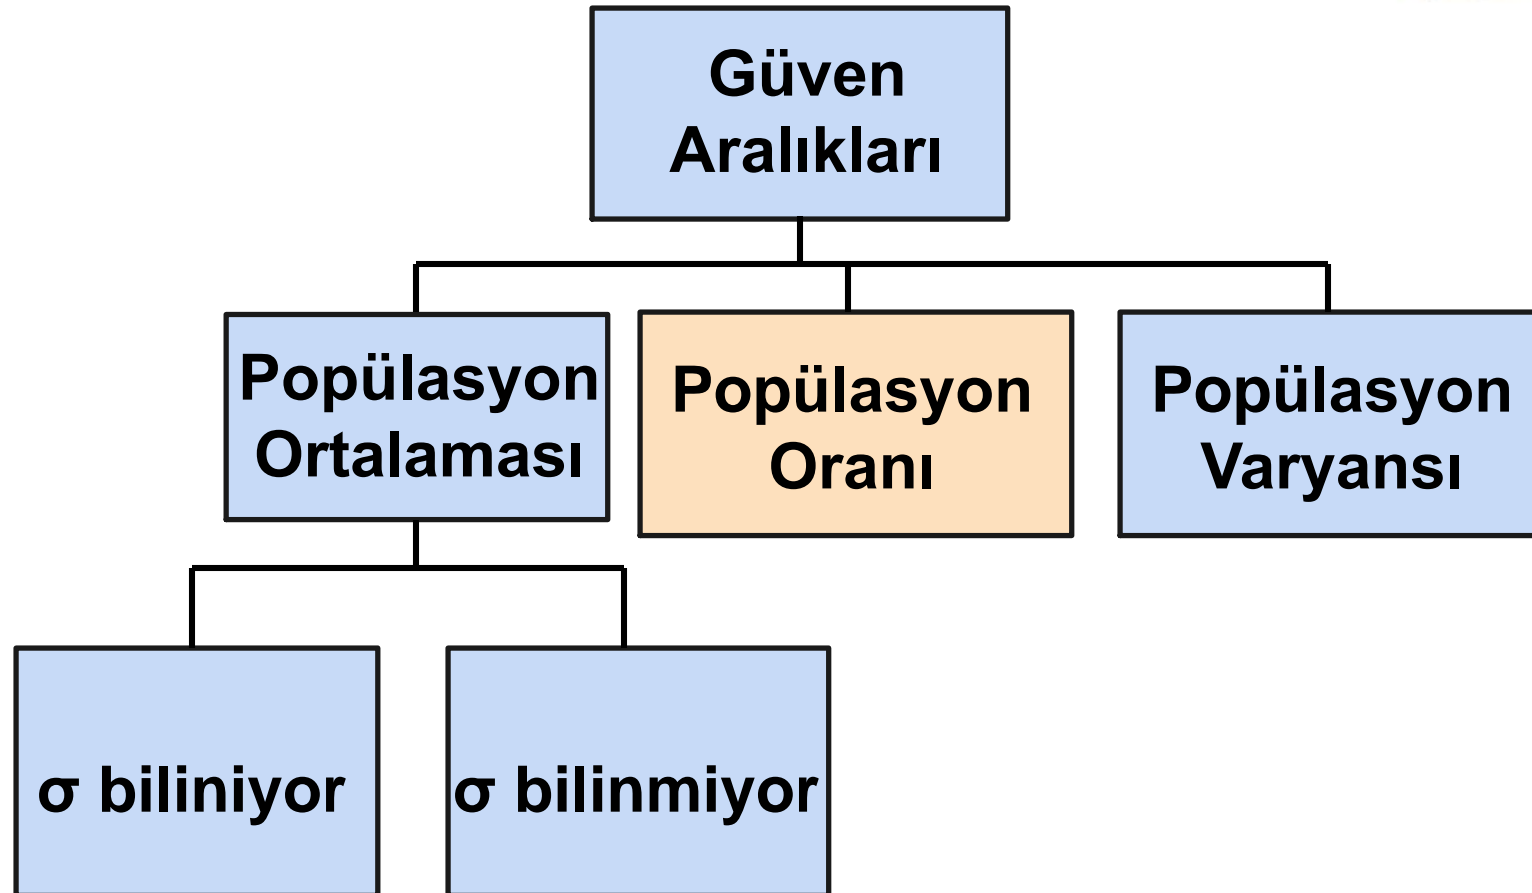 Güven
Aralıkları
Popülasyon
Ortalaması
Popülasyon
Oranı
Popülasyon
Varyansı
σ biliniyor
σ bilinmiyor